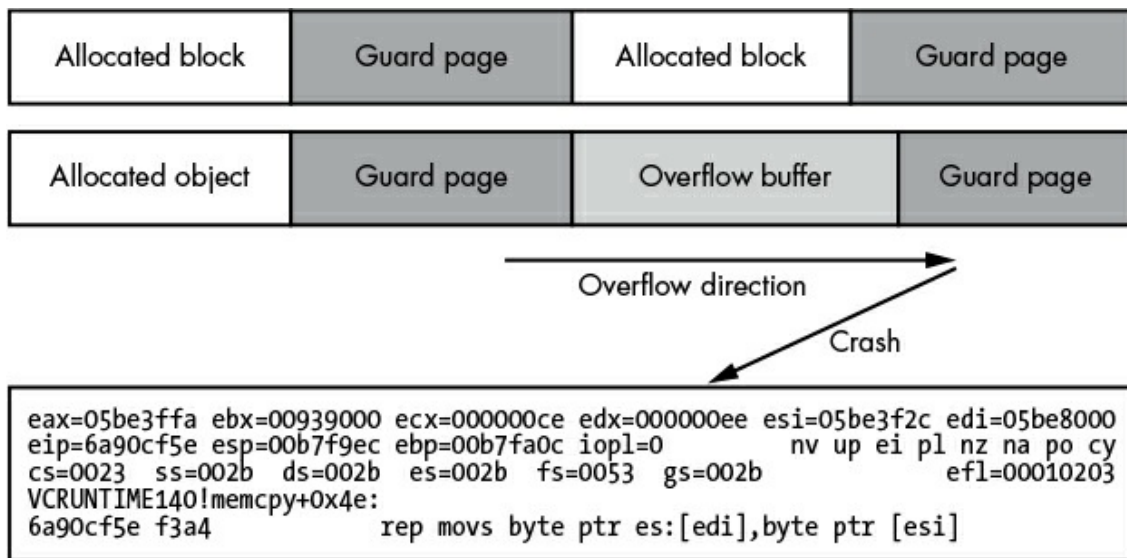 Allocated block Guard page Allocated block Guard page
Allocated object Guard page Overflow buffer Guard page
Overflow direction
Crash
eax=05be3ffa ebx=00939000 ecx=000000ce edx=000000ee esi=05be3f2c edi=05be8000
eip=6a90cf5e esp=00b7f9ec ebp=00b7fa0c iopl=0 nv up ei pl nz na po cy
cs=0023 ss=002b ds=002b es=002b fs=0053 gs=002b efl=00010203
VCRUNTIME140!memcpy+0x4e:
6a90cf5e f3a4 rep movs byte ptr es:[edi],byte ptr [esi]